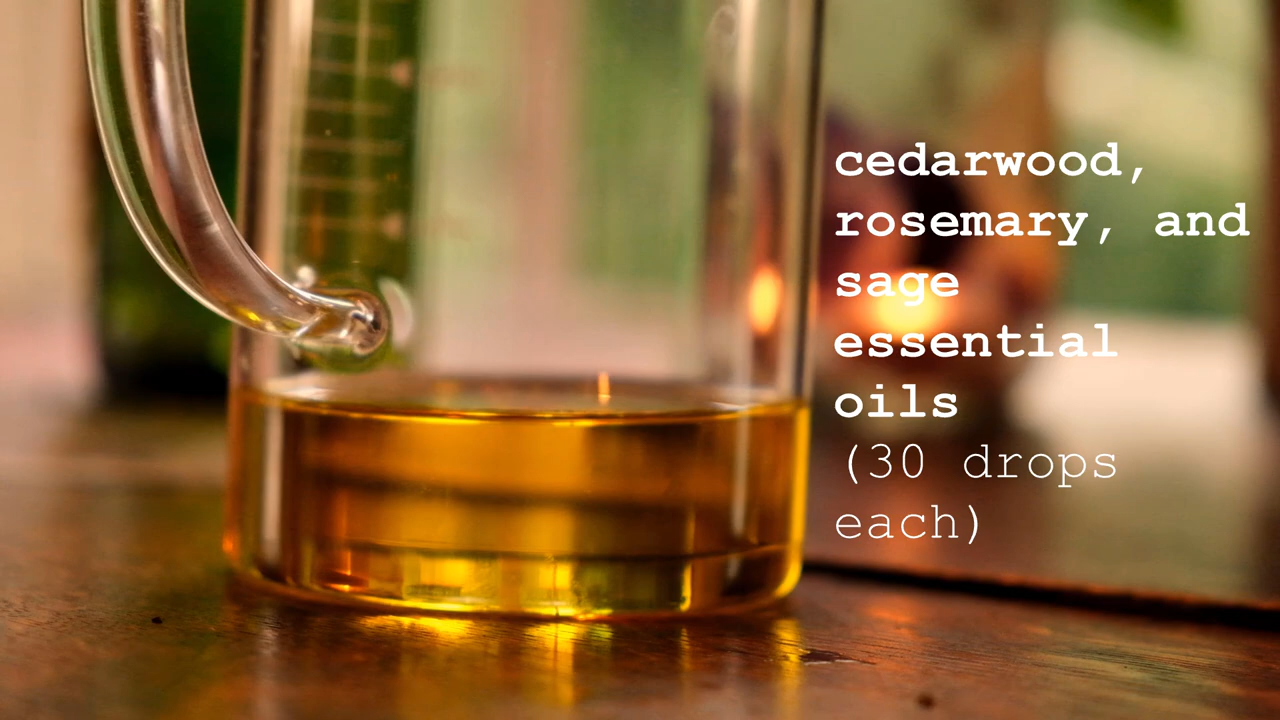 cedarwood,
rosemary, and
sage
essential
oils
(30 drops
each)